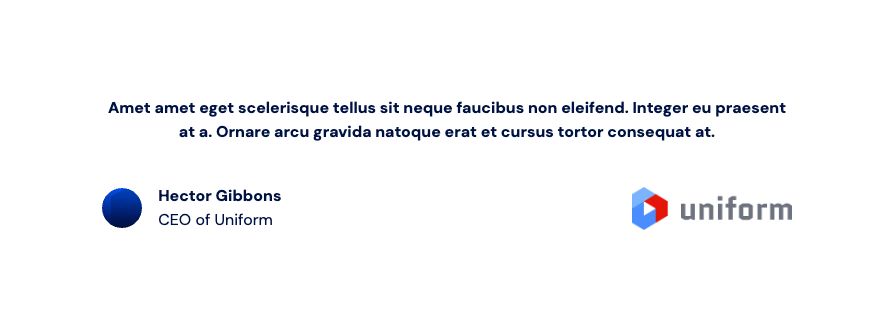 Amet amet eget scelerisque tellus sit neque faucibus non eleifend. Integer eu praesent
at a. Ornare arcu gravida natoque erat et cursus tortor consequat at.
Hector Gibbons
CEO of Uniform
uniform